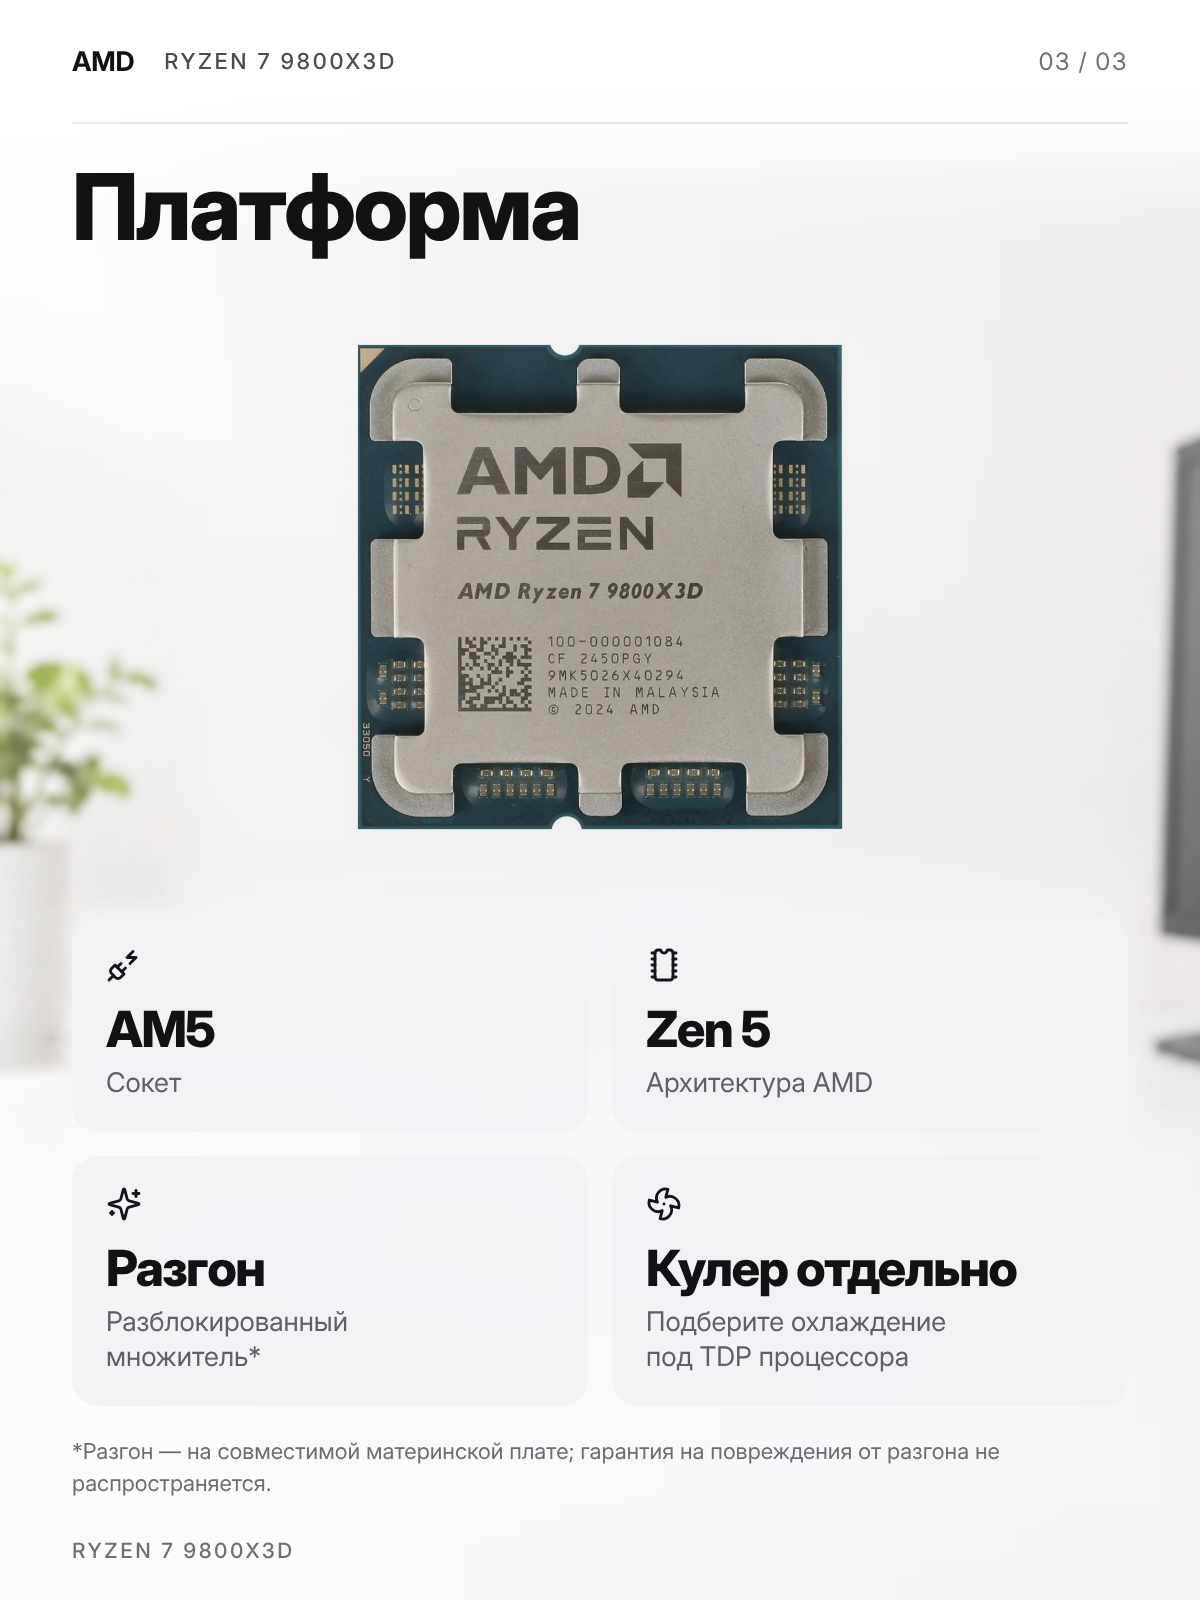 AMD RYZEN 7 9800X3D 03 / 03
Платформа
AMD
RYZEN
AMD Ryzen 7 9800X3D
100-000001084
CF 2450PGY
9MK5026X40294
MADE IN MALAYSIA
© 2024 AMD
33050 Y
AM5
Сокет
Zen 5
Архитектура AMD
Разгон
Разблокированный
множитель*
Кулер отдельно
Подберите охлаждение
под TDP процессора
*Разгон — на совместимой материнской плате; гарантия на повреждения от разгона не
распространяется.
RYZEN 7 9800X3D